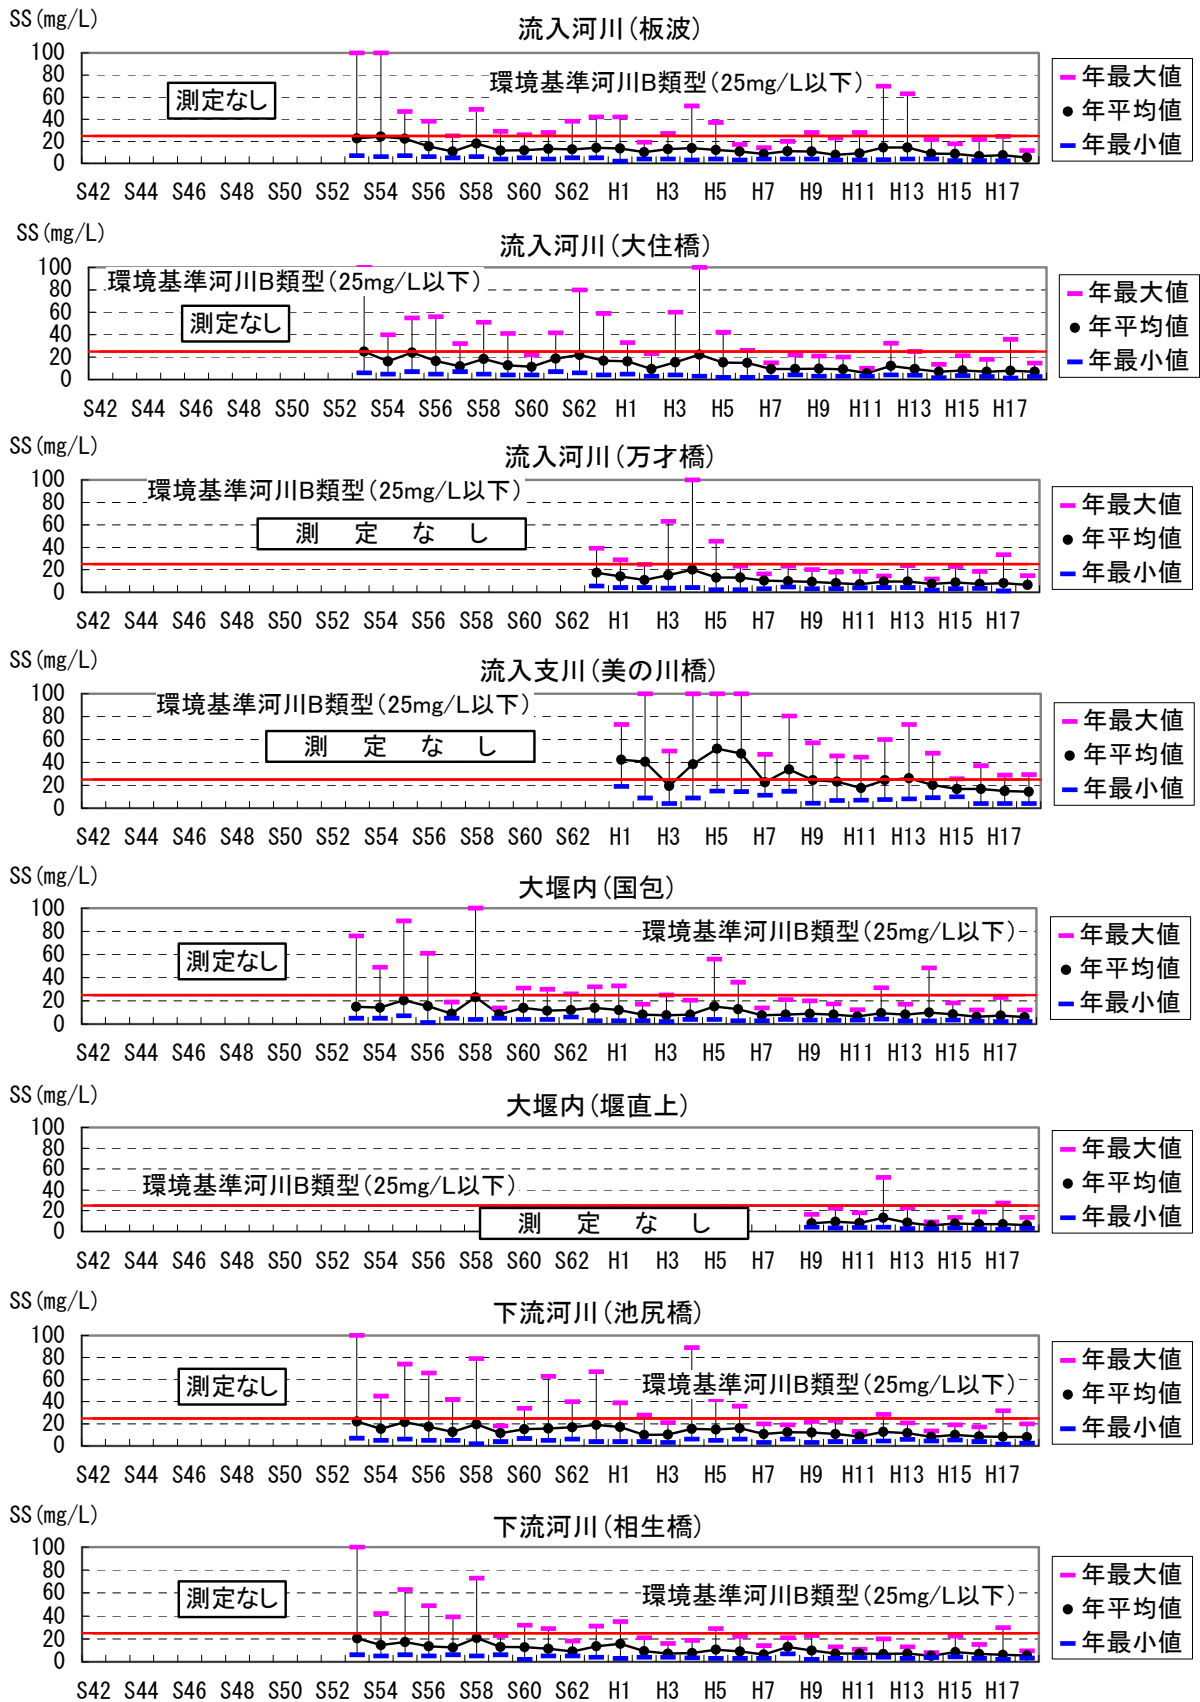 SS(mg/L)
流入河川(板波)
100
80
60
40
20
0
測定なし
環境基準河川B類型(25mg/L以下)
年最大値
年平均値
年最小値
S42 S44 S46 S48 S50 S52 S54 S56 S58 S60 S62 H1 H3 H5 H7 H9 H11 H13 H15 H17
SS(mg/L)
流入河川(大住橋)
100
80
60
40
20
0
環境基準河川B類型(25mg/L以下)
測定なし
年最大値
年平均値
年最小値
S42 S44 S46 S48 S50 S52 S54 S56 S58 S60 S62 H1 H3 H5 H7 H9 H11 H13 H15 H17
SS(mg/L)
流入河川(万才橋)
100
80
60
40
20
0
環境基準河川B類型(25mg/L以下)
測 定 な し
年最大値
年平均値
年最小値
S42 S44 S46 S48 S50 S52 S54 S56 S58 S60 S62 H1 H3 H5 H7 H9 H11 H13 H15 H17
SS(mg/L)
流入支川(美の川橋)
100
80
60
40
20
0
環境基準河川B類型(25mg/L以下)
測 定 な し
年最大値
年平均値
年最小値
S42 S44 S46 S48 S50 S52 S54 S56 S58 S60 S62 H1 H3 H5 H7 H9 H11 H13 H15 H17
SS(mg/L)
大堰内(国包)
100
80
60
40
20
0
測定なし
環境基準河川B類型(25mg/L以下)
年最大値
年平均値
年最小値
S42 S44 S46 S48 S50 S52 S54 S56 S58 S60 S62 H1 H3 H5 H7 H9 H11 H13 H15 H17
SS(mg/L)
大堰内(堰直上)
100
80
60
40
20
0
環境基準河川B類型(25mg/L以下)
測 定 な し
年最大値
年平均値
年最小値
S42 S44 S46 S48 S50 S52 S54 S56 S58 S60 S62 H1 H3 H5 H7 H9 H11 H13 H15 H17
SS(mg/L)
下流河川(池尻橋)
100
80
60
40
20
0
測定なし
環境基準河川B類型(25mg/L以下)
年最大値
年平均値
年最小値
S42 S44 S46 S48 S50 S52 S54 S56 S58 S60 S62 H1 H3 H5 H7 H9 H11 H13 H15 H17
SS(mg/L)
下流河川(相生橋)
100
80
60
40
20
0
測定なし
環境基準河川B類型(25mg/L以下)
年最大値
年平均値
年最小値
S42 S44 S46 S48 S50 S52 S54 S56 S58 S60 S62 H1 H3 H5 H7 H9 H11 H13 H15 H17